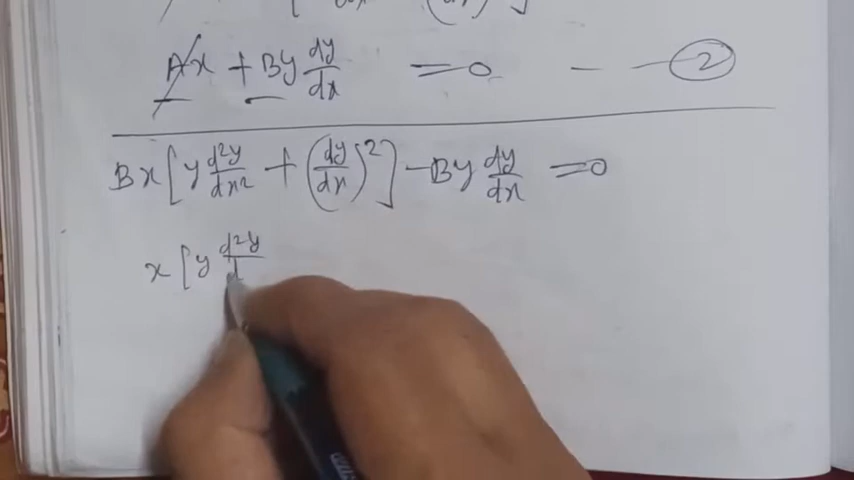 Ax + By dy/dx = 0 — ②
Bx [y d²y/dx² + (dy/dx)²] - By dy/dx = 0
x [y d²y/d